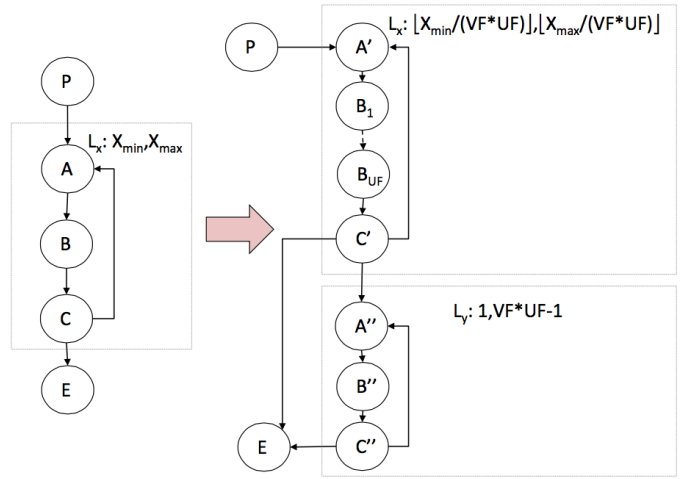 P
Lx: Xmin,Xmax
A
B
C
E
P
Lx: ⌊Xmin/(VF*UF)⌋,⌊Xmax/(VF*UF)⌋
A'
B1
BUF
C'
Ly: 1,VF*UF-1
A''
B''
C''
E